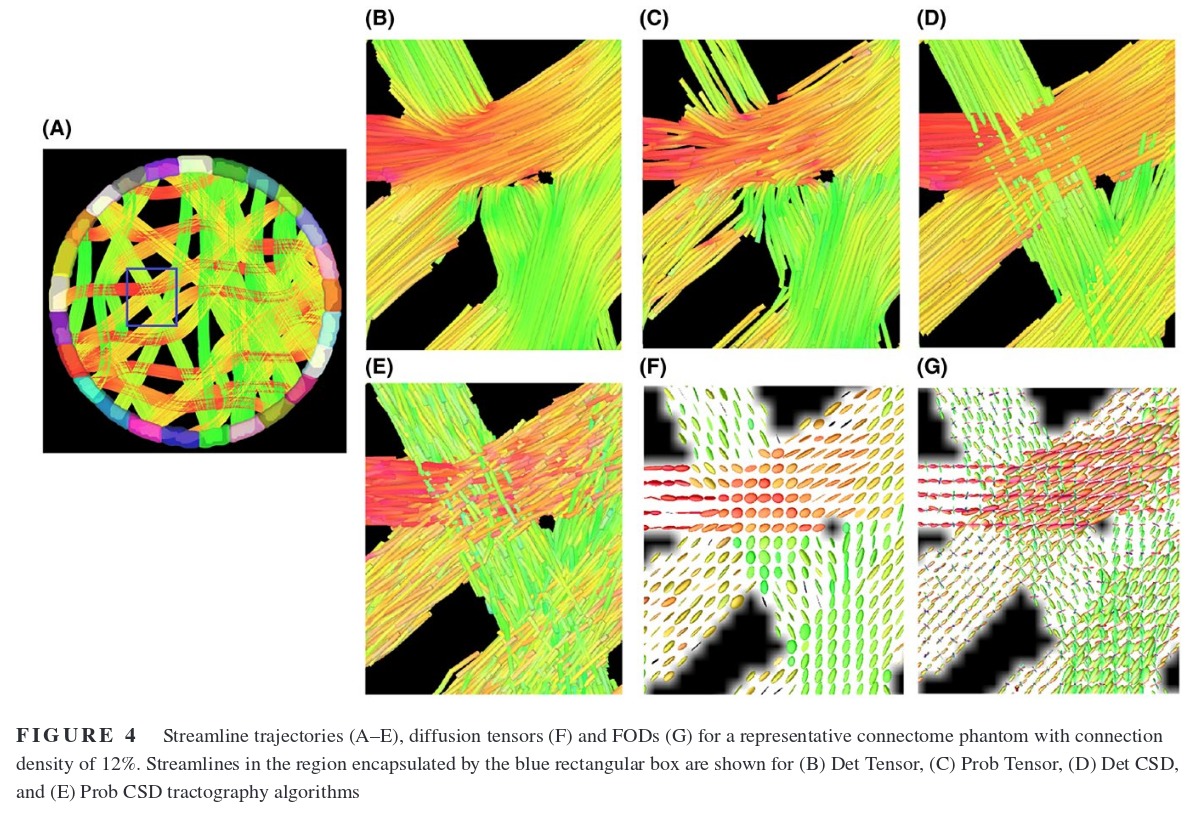 (B)
(C)
(D)
(A)
(E)
(F)
(G)
FIGURE 4 Streamline trajectories (A–E), diffusion tensors (F) and FODs (G) for a representative connectome phantom with connection
density of 12%. Streamlines in the region encapsulated by the blue rectangular box are shown for (B) Det Tensor, (C) Prob Tensor, (D) Det CSD,
and (E) Prob CSD tractography algorithms